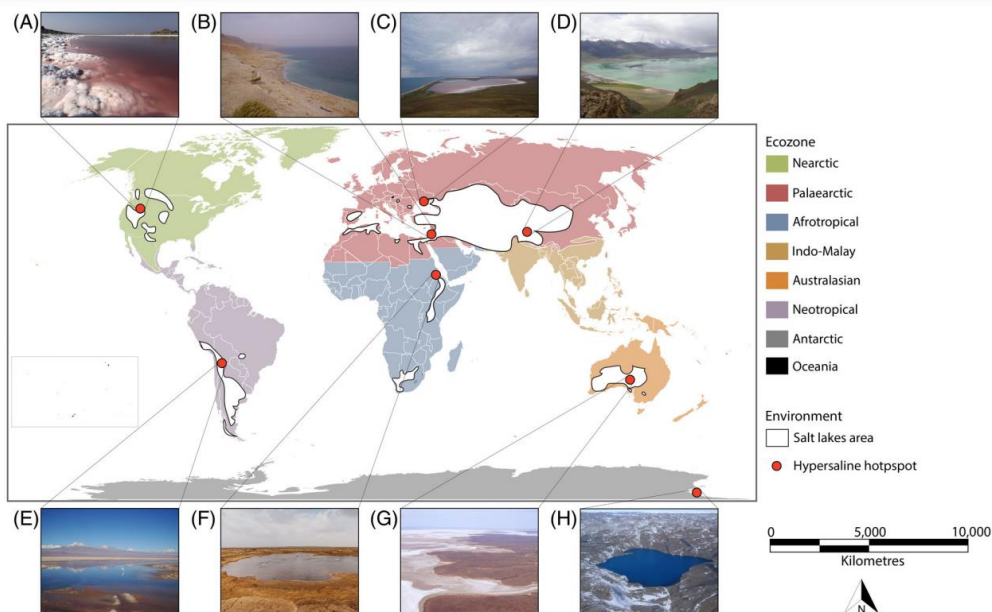 (A)
(B)
(C)
(D)
Ecozone
Nearctic
Palaearctic
Afrotropical
Indo-Malay
Australasian
Neotropical
Antarctic
Oceania
Environment
Salt lakes area
Hypersaline hotpspot
(E)
(F)
(G)
(H)
0 5,000 10,000
Kilometres
N